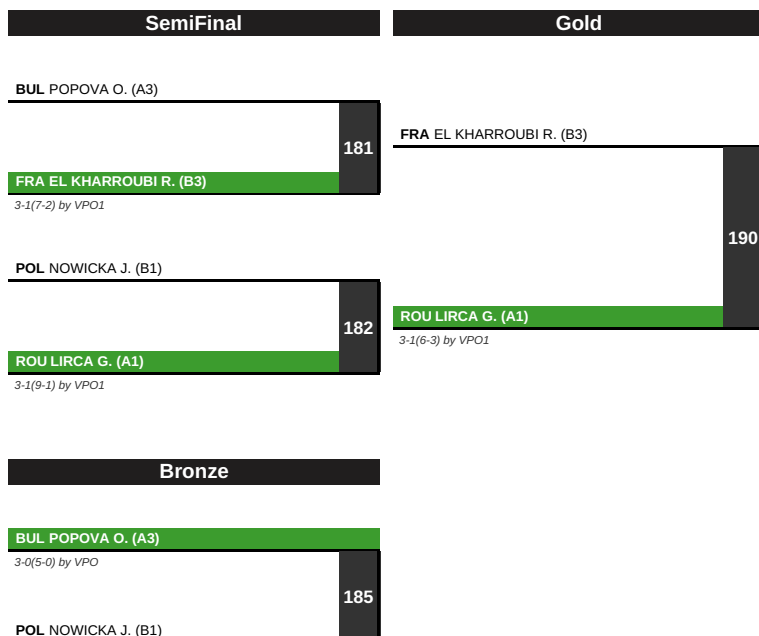 SemiFinal
BUL POPOVA O. (A3)
181
FRA EL KHARROUBI R. (B3)
3-1(7-2) by VPO1
POL NOWICKA J. (B1)
182
ROU LIRCA G. (A1)
3-1(9-1) by VPO1
Gold
FRA EL KHARROUBI R. (B3)
190
ROU LIRCA G. (A1)
3-1(6-3) by VPO1
Bronze
BUL POPOVA O. (A3)
3-0(5-0) by VPO
185
POL NOWICKA J. (B1)